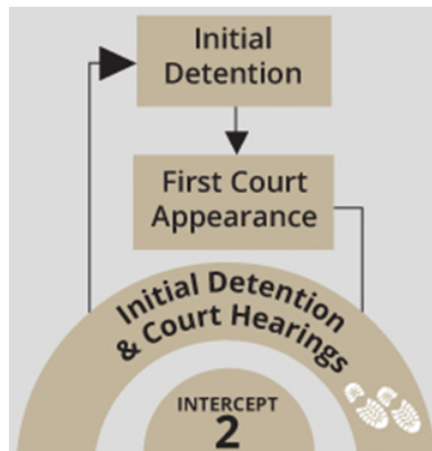 Initial
Detention
First Court
Appearance
Initial Detention
& Court Hearings
INTERCEPT
2